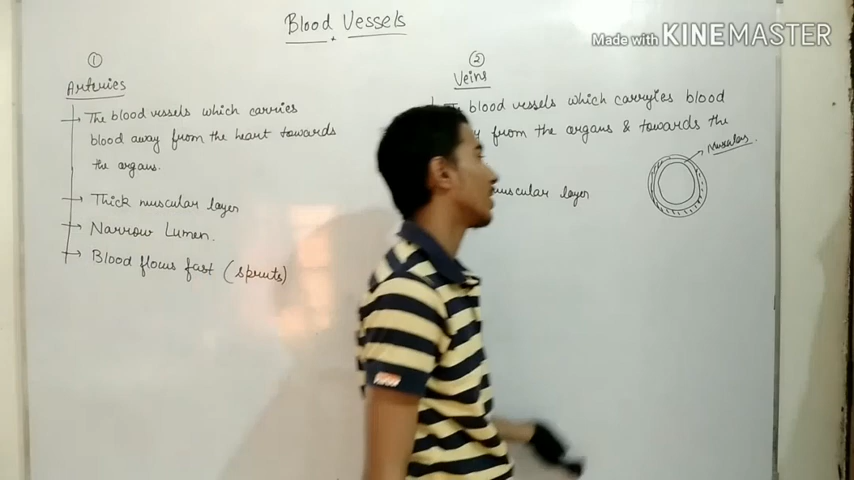 Blood Vessels
Made with KINEMASTER
①
Arteries
The blood vessels which carries
blood away from the heart towards
the organs.
Thick muscular layer
Narrow Lumen.
Blood flows fast (spruts)
②
Veins
blood vessels which carryies blood
from the organs & towards the
muscular layer
Muscular